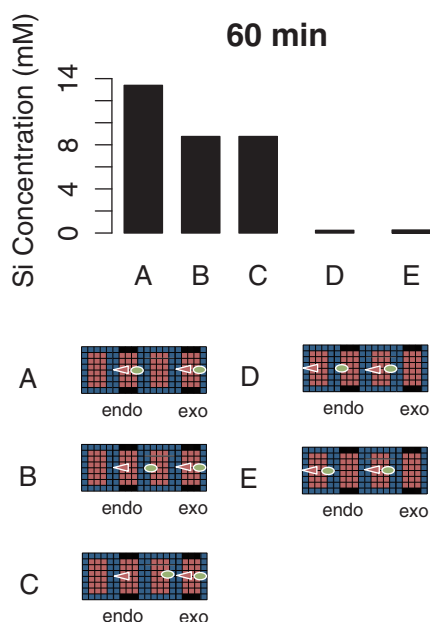 60 min
Si Concentration (mM)
14
8
4
0
A B C D E
A
endo exo
D
endo exo
B
endo exo
E
endo exo
C
endo exo